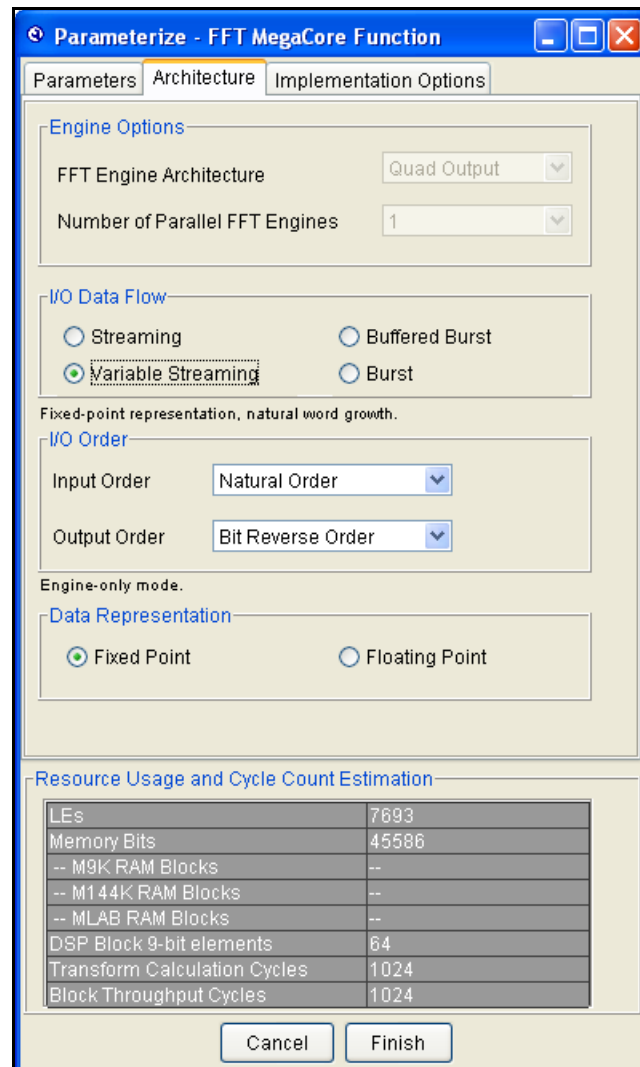 Parameterize - FFT MegaCore Function
Parameters Architecture Implementation Options
Engine Options
FFT Engine Architecture Quad Output
Number of Parallel FFT Engines 1
I/O Data Flow
Streaming Buffered Burst
Variable Streaming Burst
Fixed-point representation, natural word growth.
I/O Order
Input Order Natural Order
Output Order Bit Reverse Order
Engine-only mode.
Data Representation
Fixed Point Floating Point
Resource Usage and Cycle Count Estimation
LEs 7693
Memory Bits 45586
-- M9K RAM Blocks --
-- M144K RAM Blocks --
-- MLAB RAM Blocks --
DSP Block 9-bit elements 64
Transform Calculation Cycles 1024
Block Throughput Cycles 1024
Cancel Finish